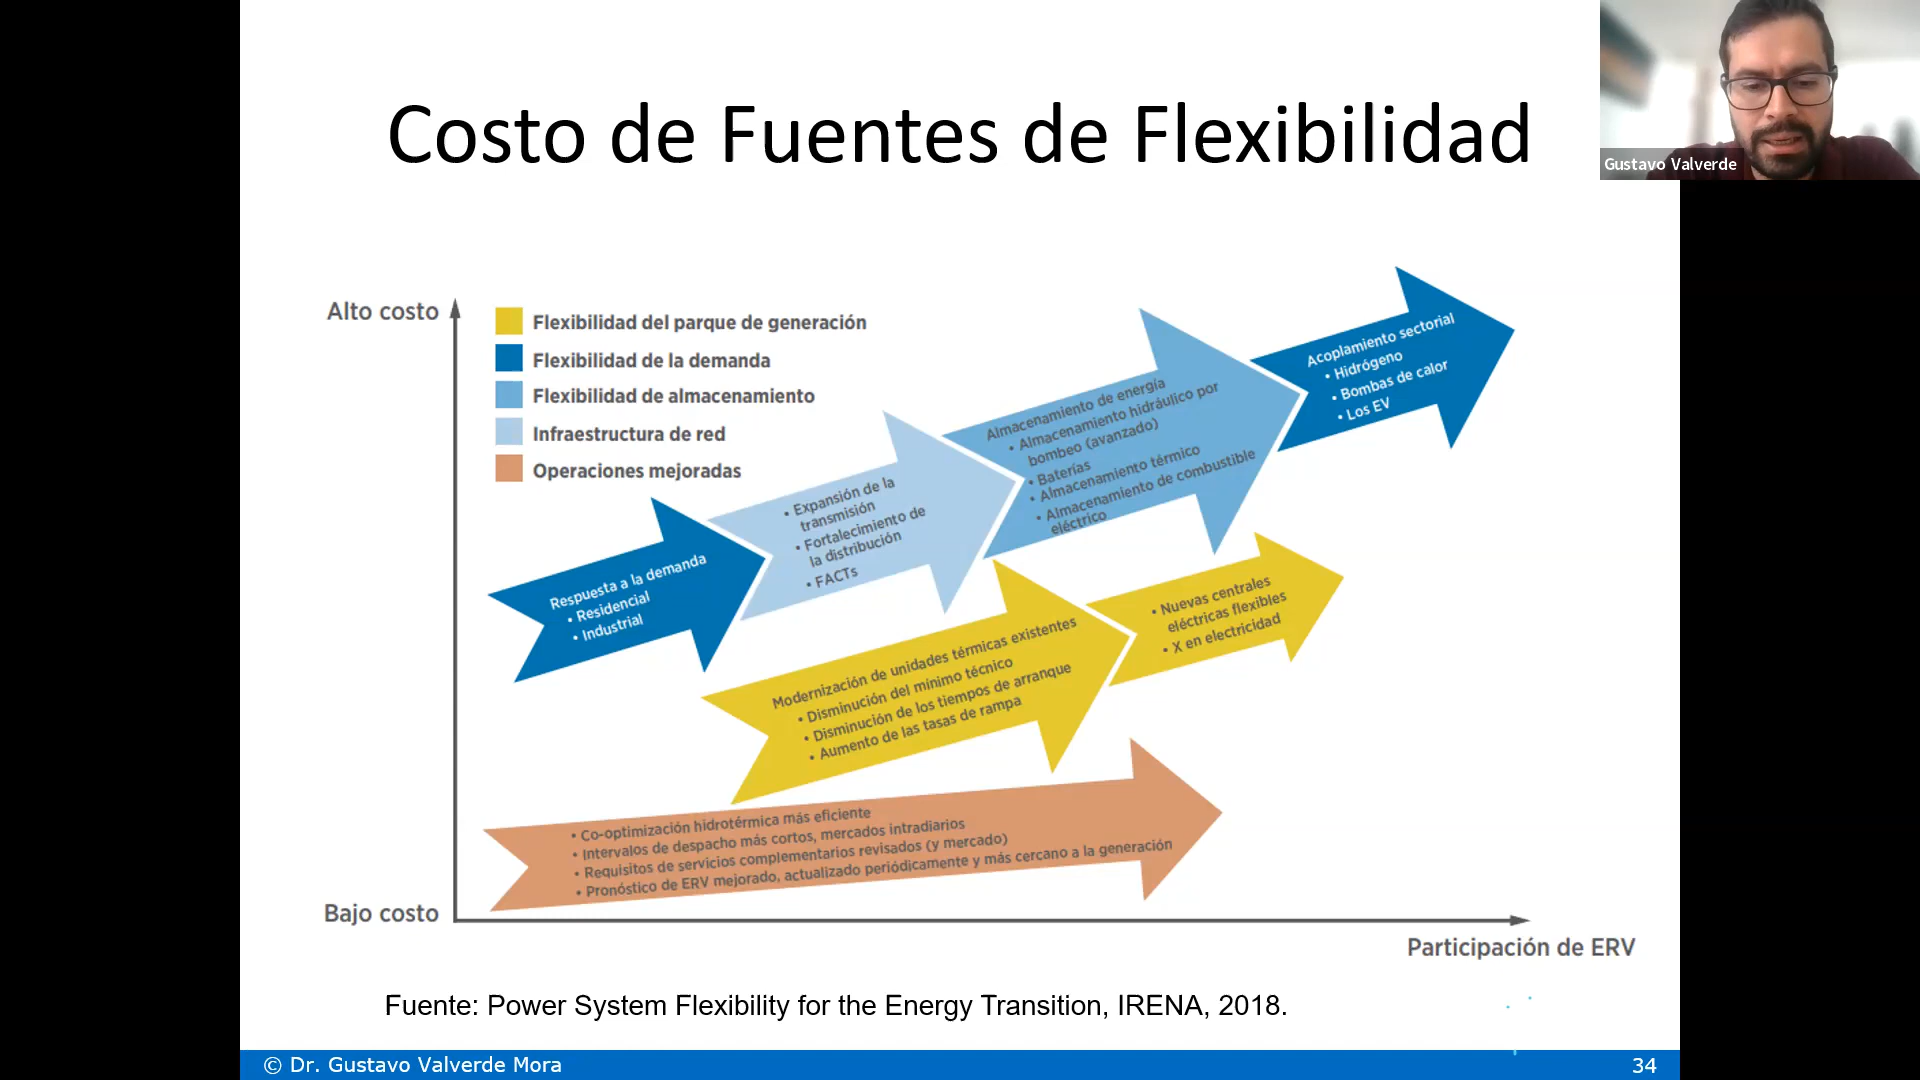 Costo de Fuentes de Flexibilidad
Gustavo Valverde
Alto costo
Flexibilidad del parque de generación
Flexibilidad de la demanda
Flexibilidad de almacenamiento
Infraestructura de red
Operaciones mejoradas
Respuesta a la demanda
• Residencial
• Industrial
• Expansión de la
transmisión
• Fortalecimiento de
la distribución
• FACTs
Almacenamiento de energía
• Almacenamiento hidráulico por
bombeo (avanzado)
• Baterías
• Almacenamiento térmico
• Almacenamiento de combustible
eléctrico
Acoplamiento sectorial
• Hidrógeno
• Bombas de calor
• Los EV
Modernización de unidades térmicas existentes
• Disminución del mínimo técnico
• Disminución de los tiempos de arranque
• Aumento de las tasas de rampa
• Nuevas centrales
eléctricas flexibles
• X en electricidad
• Co-optimización hidrotérmica más eficiente
• Intervalos de despacho más cortos, mercados intradiarios
• Requisitos de servicios complementarios revisados (y mercado)
• Pronóstico de ERV mejorado, actualizado periódicamente y más cercano a la generación
Bajo costo
Participación de ERV
Fuente: Power System Flexibility for the Energy Transition, IRENA, 2018.
© Dr. Gustavo Valverde Mora
34